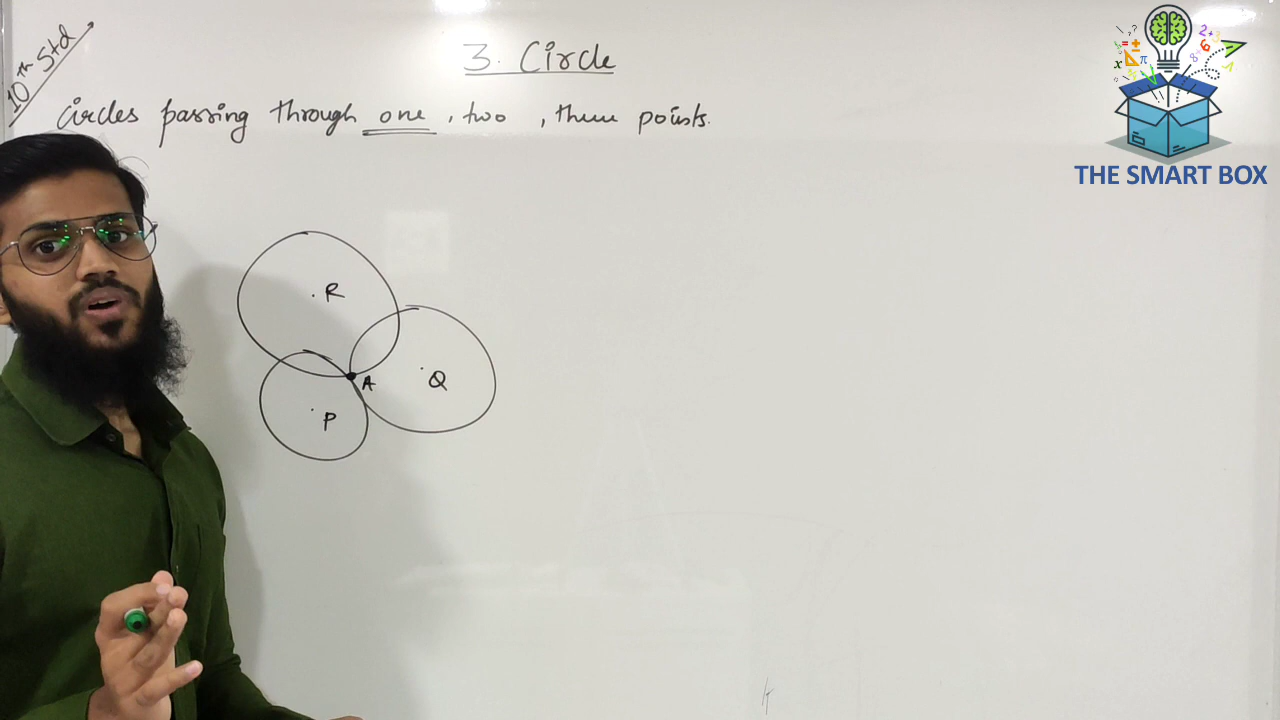 10th Std
3. Circle
Circles passing through one, two, three points.
R
A
Q
P
THE SMART BOX